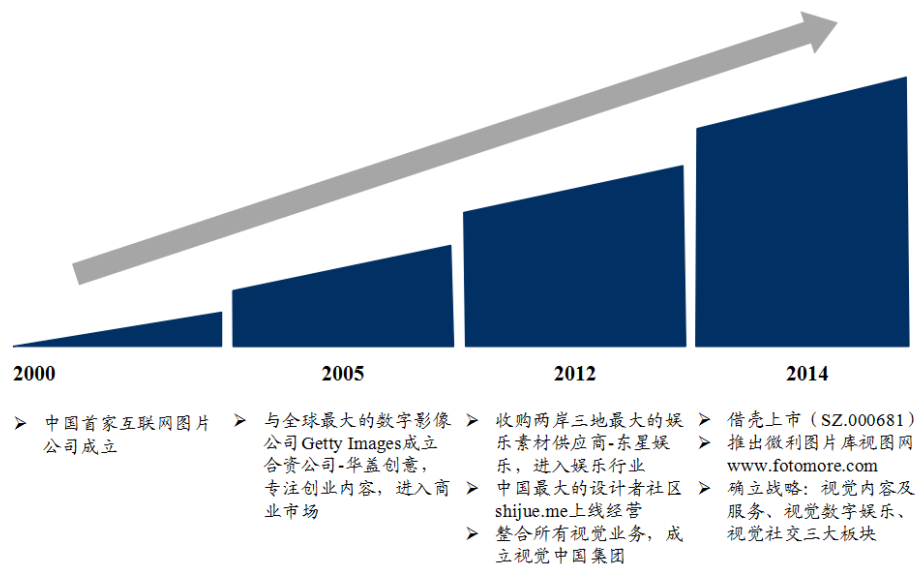 2000
2005
2012
2014
➢ 中国首家互联网图片
公司成立
➢ 与全球最大的数字影像
公司Getty Images成立
合资公司-华盖创意，
专注创业内容，进入商
业市场
➢ 收购两岸三地最大的娱
乐素材供应商-东星娱
乐，进入娱乐行业
➢ 中国最大的设计者社区
shijue.me上线经营
➢ 整合所有视觉业务，成
立视觉中国集团
➢ 借壳上市（SZ.000681）
➢ 推出微利图片库视图网
www.fotomore.com
➢ 确立战略：视觉内容及
服务、视觉数字娱乐、
视觉社交三大板块